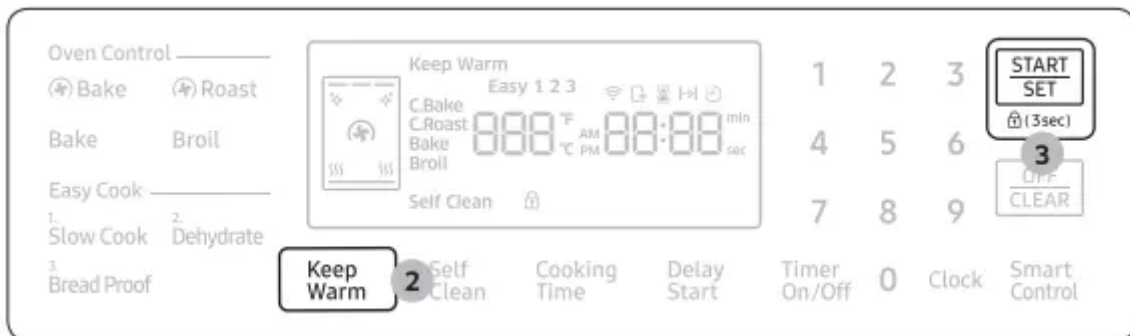 Oven Control
Bake Roast
Bake Broil
Easy Cook
1. 2.
Slow Cook Dehydrate
3.
Bread Proof
Keep Warm
Easy 1 2 3
C.Bake
C.Roast
Bake
Broil
888 °F °C AM PM 88:88 min sec
Self Clean
1 2 3
4 5 6
7 8 9
0
START
SET
(3sec)
3
OFF
CLEAR
Keep
Warm
2
Self
Clean
Cooking
Time
Delay
Start
Timer
On/Off
Clock
Smart
Control